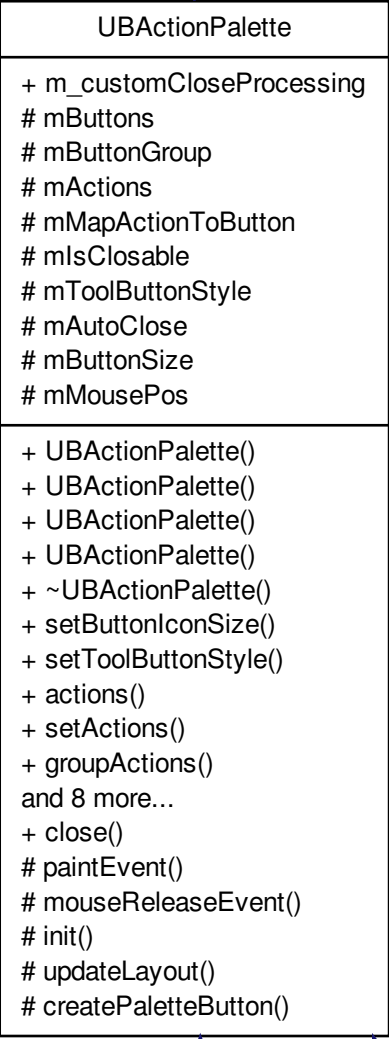 UBActionPalette
+ m_customCloseProcessing
# mButtons
# mButtonGroup
# mActions
# mMapActionToButton
# mIsClosable
# mToolButtonStyle
# mAutoClose
# mButtonSize
# mMousePos
+ UBActionPalette()
+ UBActionPalette()
+ UBActionPalette()
+ UBActionPalette()
+ ~UBActionPalette()
+ setButtonIconSize()
+ setToolButtonStyle()
+ actions()
+ setActions()
+ groupActions()
and 8 more...
+ close()
# paintEvent()
# mouseReleaseEvent()
# init()
# updateLayout()
# createPaletteButton()